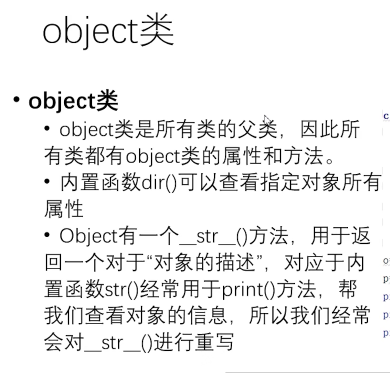 object类
• object类
• object类是所有类的父类，因此所
有类都有object类的属性和方法。
• 内置函数dir()可以查看指定对象所有
属性
• Object有一个__str__()方法，用于返
回一个对于“对象的描述”，对应于内
置函数str()经常用于print()方法，帮
我们查看对象的信息，所以我们经常
会对__str__()进行重写